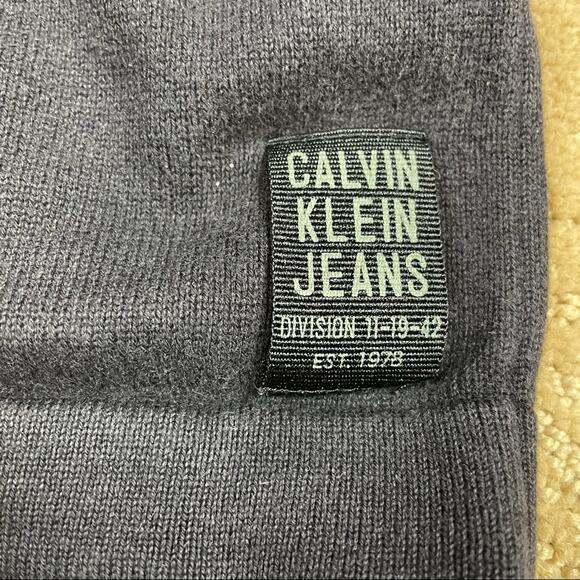 CALVIN
KLEIN
JEANS
DIVISION 11-19-42
EST. 1978